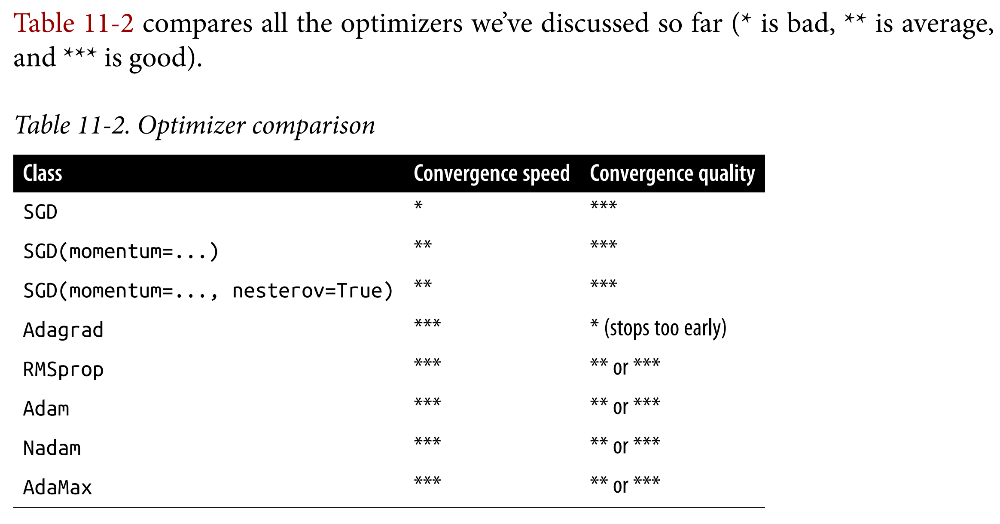 Table 11-2 compares all the optimizers we’ve discussed so far (* is bad, ** is average,
and *** is good).
Table 11-2. Optimizer comparison
Class Convergence speed Convergence quality
SGD * ***
SGD(momentum=...) ** ***
SGD(momentum=..., nesterov=True) ** ***
Adagrad *** * (stops too early)
RMSprop *** ** or ***
Adam *** ** or ***
Nadam *** ** or ***
AdaMax *** ** or ***